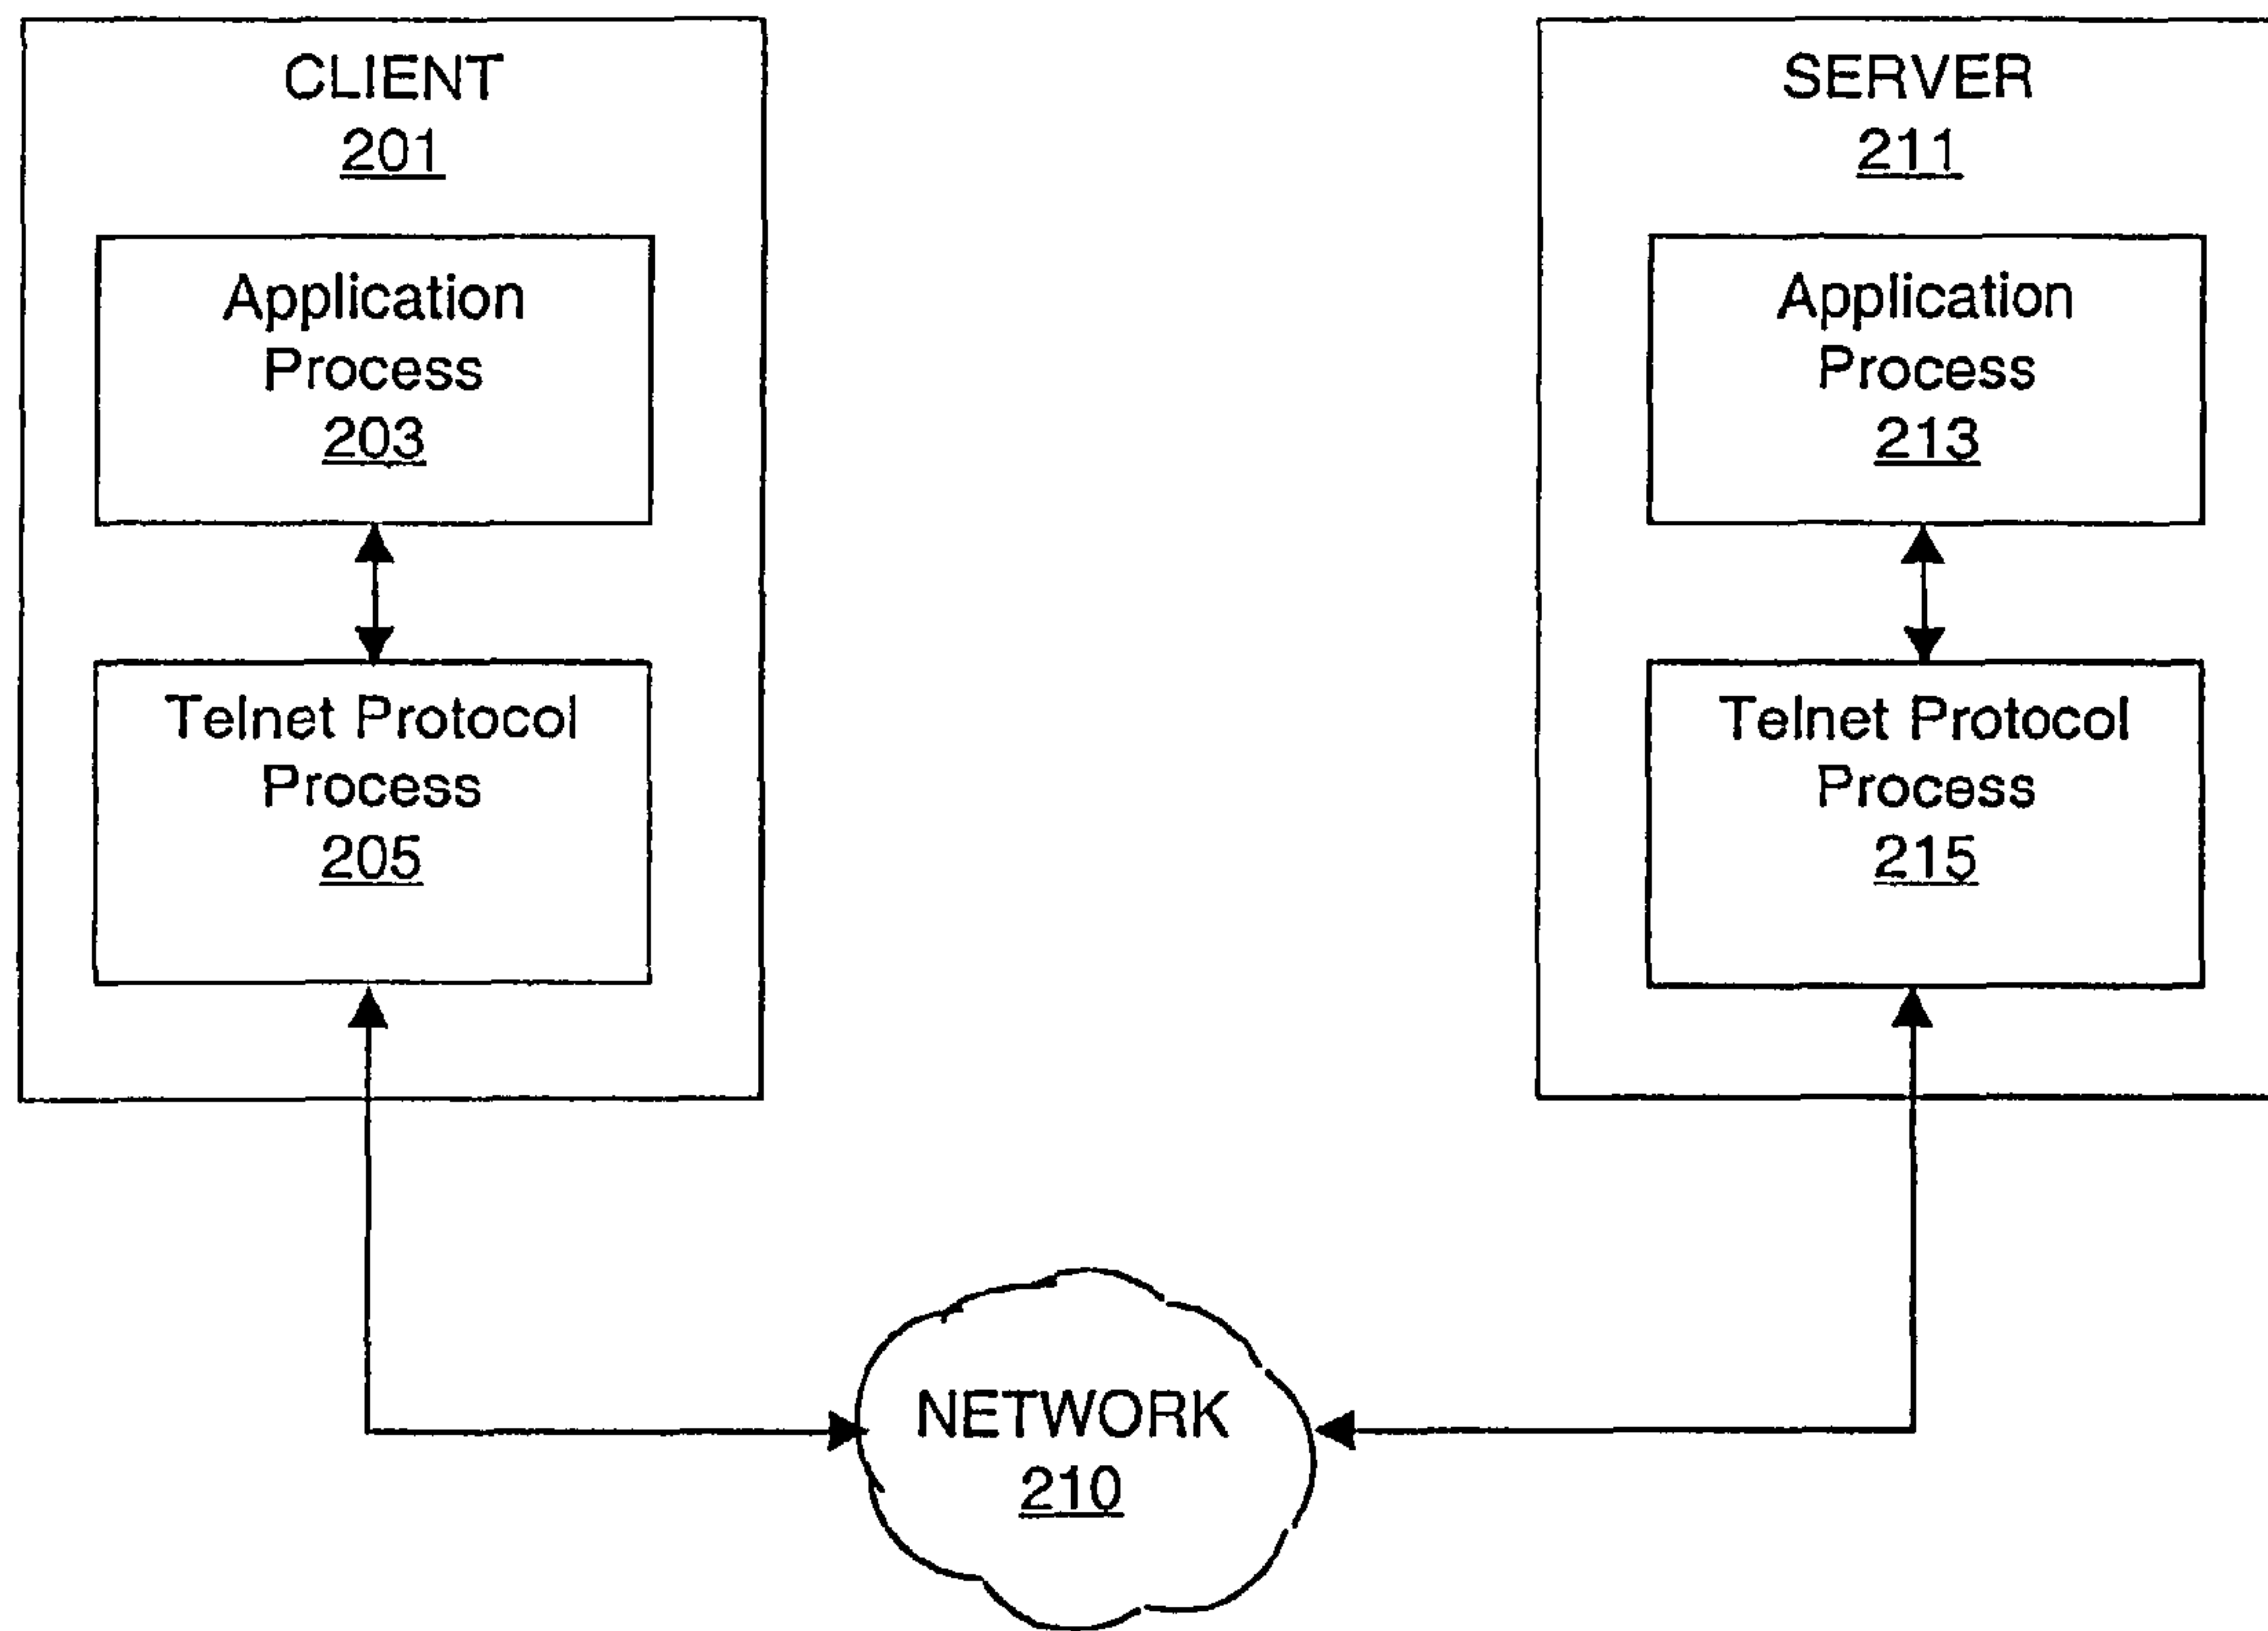 CLIENT
201
Application
Process
203
Telnet Protocol
Process
205
SERVER
211
Application
Process
213
Telnet Protocol
Process
215
NETWORK
210